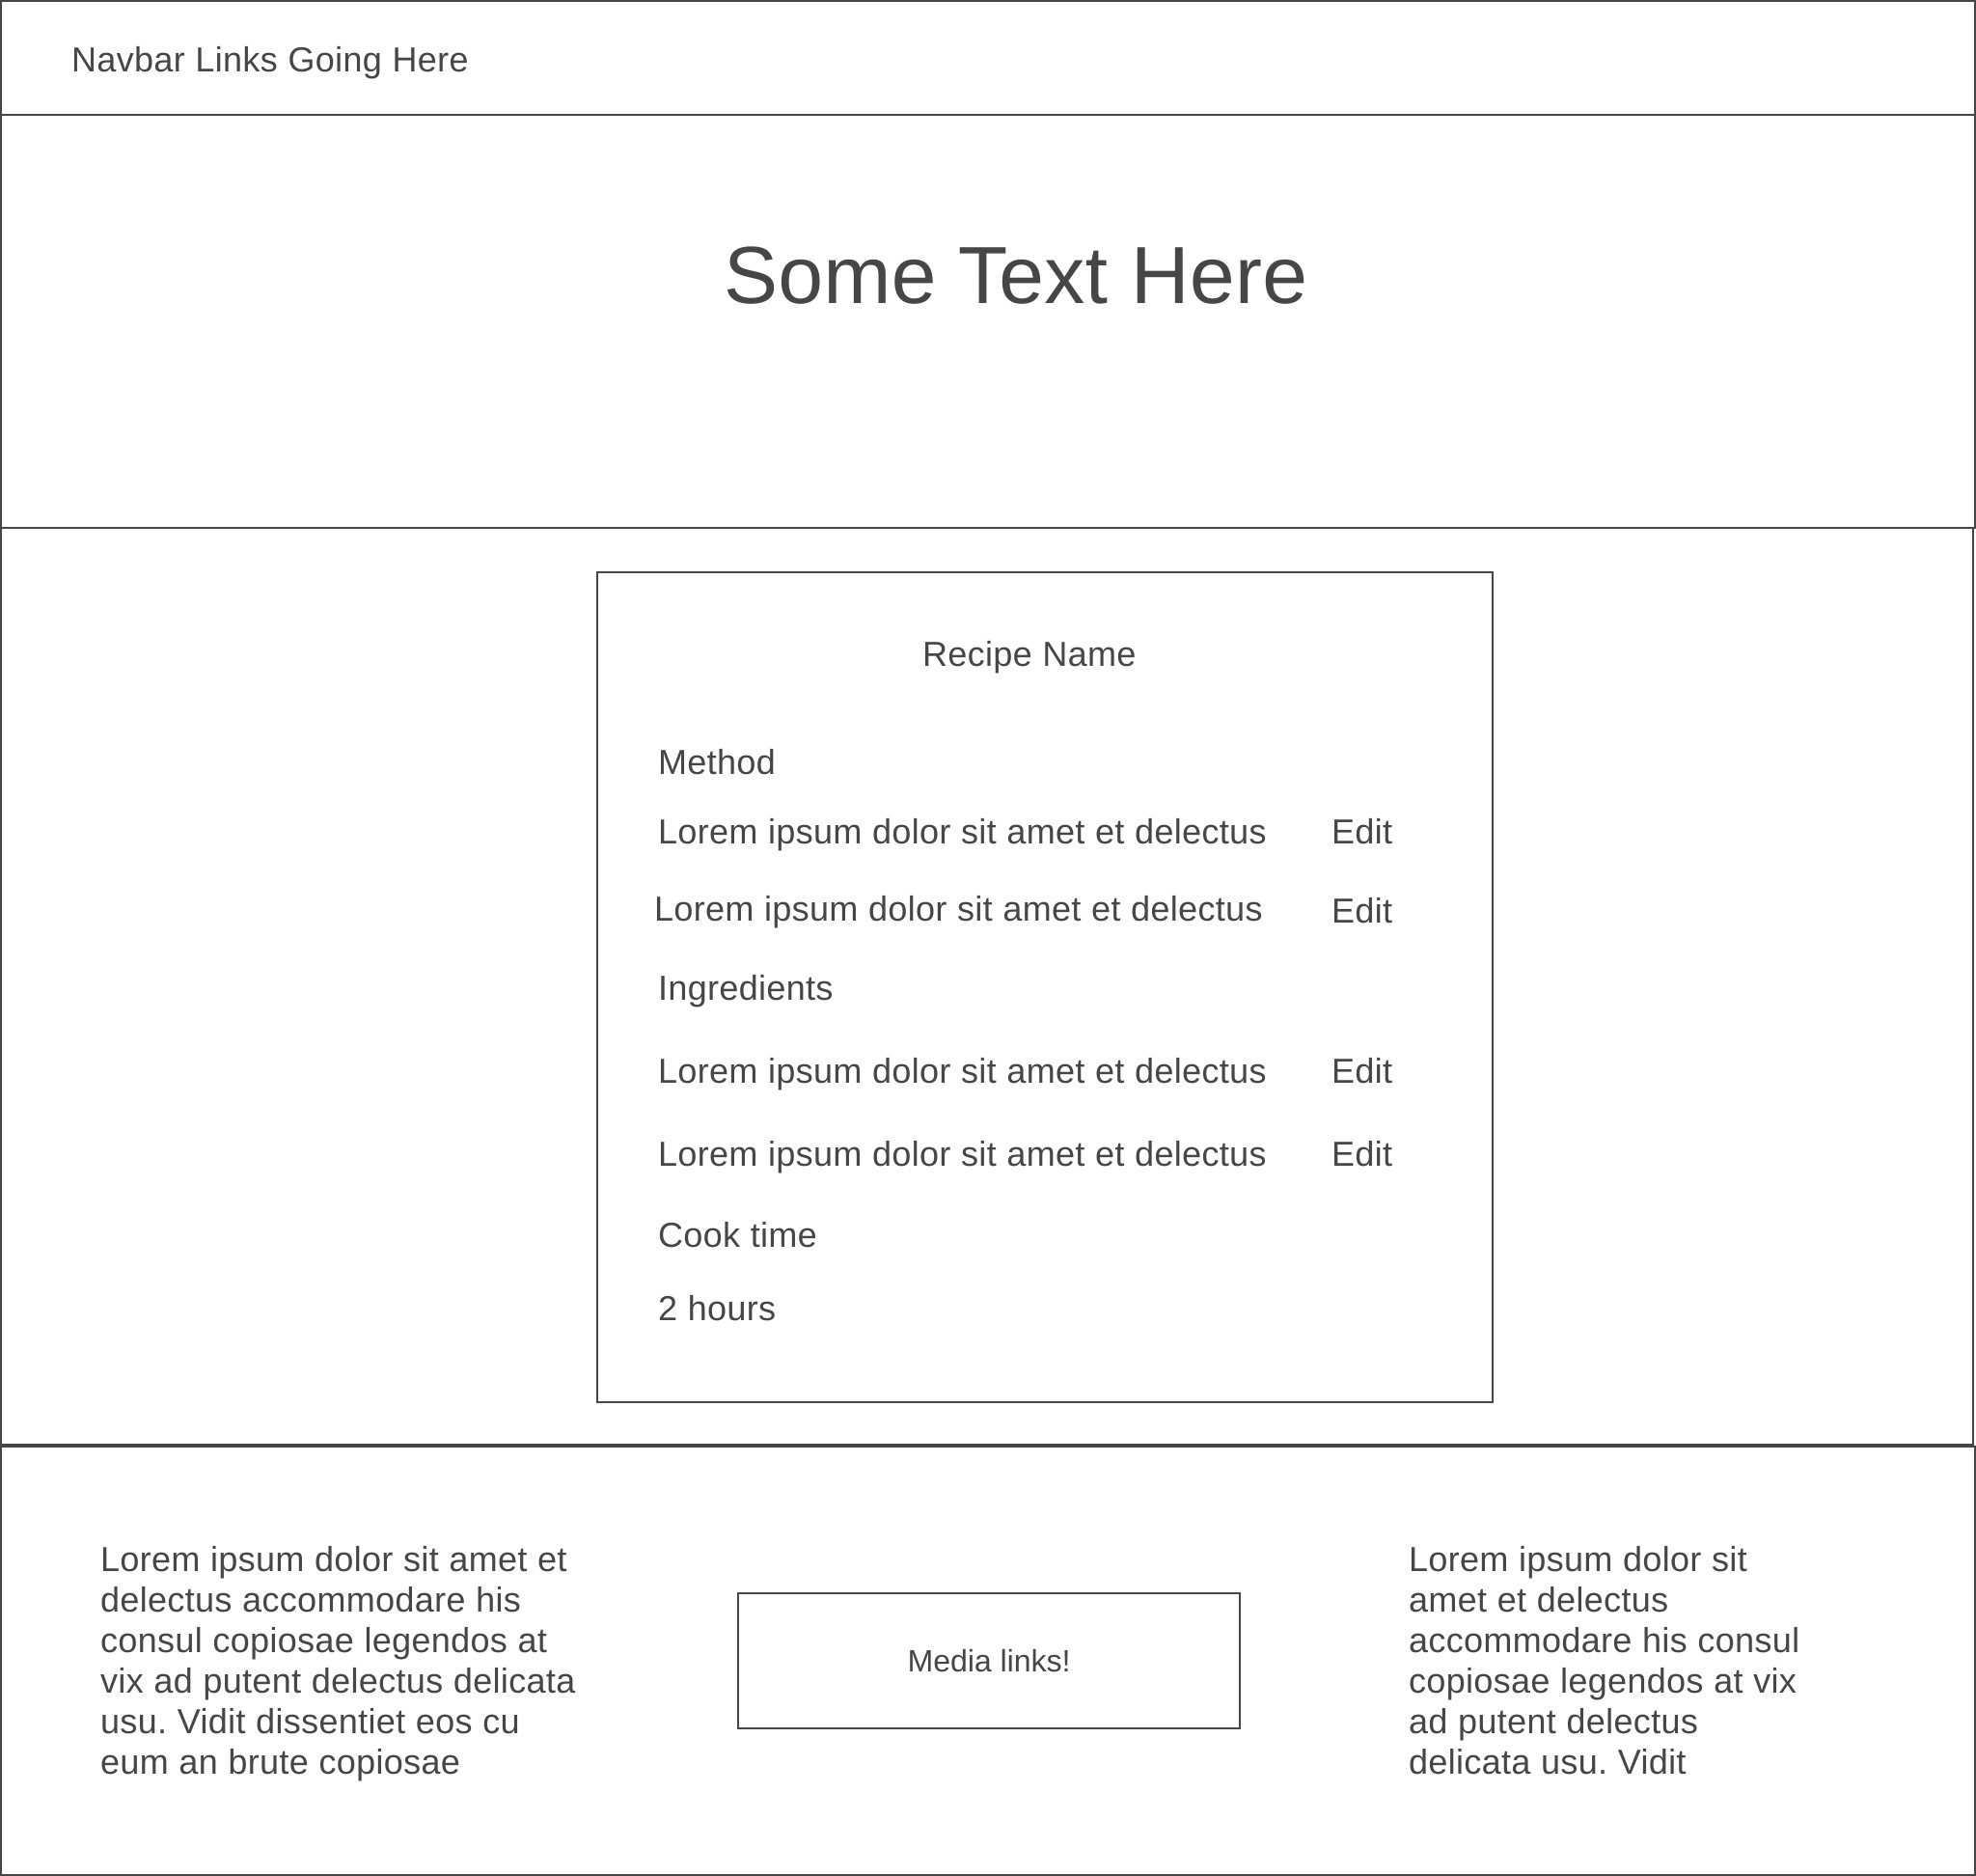 Navbar Links Going Here
Some Text Here
Recipe Name
Method
Lorem ipsum dolor sit amet et delectus Edit
Lorem ipsum dolor sit amet et delectus Edit
Ingredients
Lorem ipsum dolor sit amet et delectus Edit
Lorem ipsum dolor sit amet et delectus Edit
Cook time
2 hours
Lorem ipsum dolor sit amet et
delectus accommodare his
consul copiosae legendos at
vix ad putent delectus delicata
usu. Vidit dissentiet eos cu
eum an brute copiosae
Media links!
Lorem ipsum dolor sit
amet et delectus
accommodare his consul
copiosae legendos at vix
ad putent delectus
delicata usu. Vidit